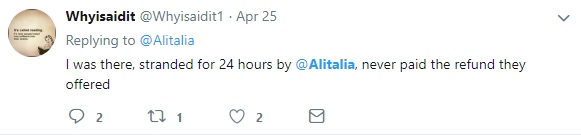 Whyisaidit @Whyisaidit1 · Apr 25
Replying to @Alitalia
I was there, stranded for 24 hours by @Alitalia, never paid the refund they
offered
2 1 2